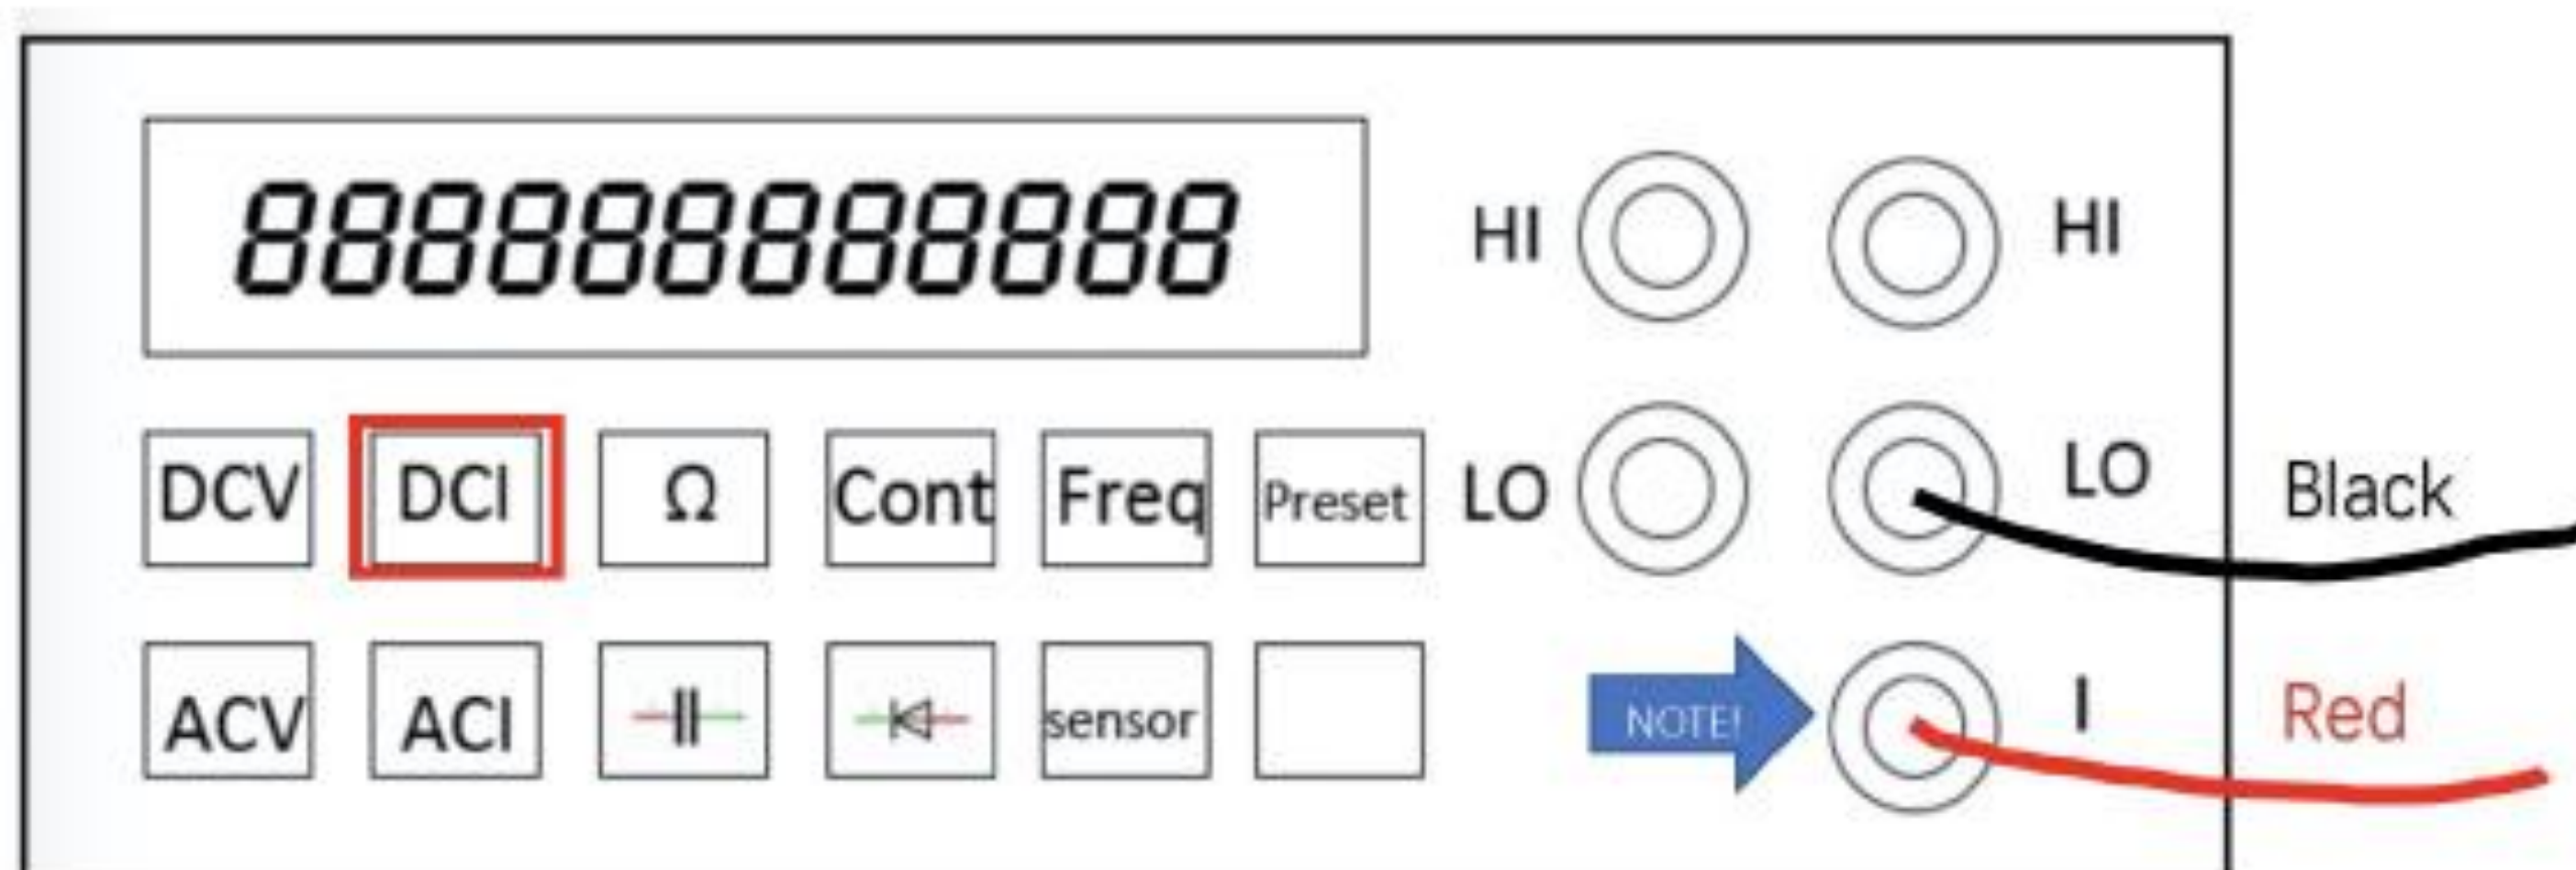 888888888888
HI
HI
DCV
DCI
Ω
Cont
Freq
Preset
LO
LO
Black
ACV
ACI
sensor
NOTE!
I
Red